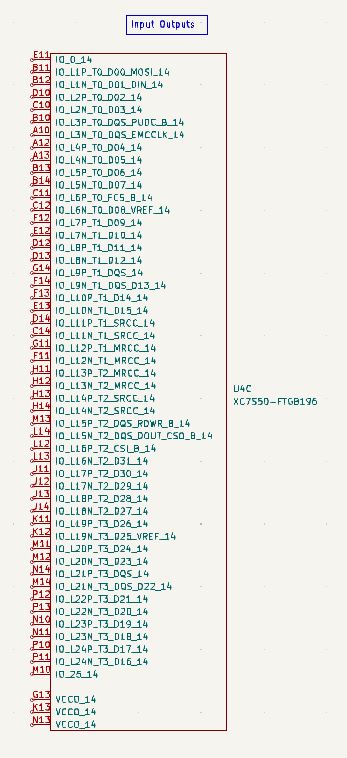 Input Outputs
E11 IO_0_14
B11 IO_L1P_T0_D00_MOSI_14
B12 IO_L1N_T0_D01_DIN_14
D10 IO_L2P_T0_D02_14
C10 IO_L2N_T0_D03_14
B10 IO_L3P_T0_DQS_PUDC_B_14
A10 IO_L3N_T0_DQS_EMCCLK_14
A12 IO_L4P_T0_D04_14
A13 IO_L4N_T0_D05_14
B13 IO_L5P_T0_D06_14
B14 IO_L5N_T0_D07_14
C11 IO_L6P_T0_FCS_B_14
C12 IO_L6N_T0_D08_VREF_14
F12 IO_L7P_T1_D09_14
E12 IO_L7N_T1_D10_14
D12 IO_L8P_T1_D11_14
D13 IO_L8N_T1_D12_14
G14 IO_L9P_T1_DQS_14
F14 IO_L9N_T1_DQS_D13_14
F13 IO_L10P_T1_D14_14
E13 IO_L10N_T1_D15_14
D14 IO_L11P_T1_SRCC_14
C14 IO_L11N_T1_SRCC_14
G11 IO_L12P_T1_MRCC_14
F11 IO_L12N_T1_MRCC_14
H11 IO_L13P_T2_MRCC_14
H12 IO_L13N_T2_MRCC_14
H13 IO_L14P_T2_SRCC_14
H14 IO_L14N_T2_SRCC_14
M13 IO_L15P_T2_DQS_RDWR_B_14
L14 IO_L15N_T2_DQS_DOUT_CSO_B_14
L12 IO_L16P_T2_CSI_B_14
L13 IO_L16N_T2_D31_14
J11 IO_L17P_T2_D30_14
J12 IO_L17N_T2_D29_14
J13 IO_L18P_T2_D28_14
J14 IO_L18N_T2_D27_14
K11 IO_L19P_T3_D26_14
K12 IO_L19N_T3_D25_VREF_14
M11 IO_L20P_T3_D24_14
M12 IO_L20N_T3_D23_14
N14 IO_L21P_T3_DQS_14
M14 IO_L21N_T3_DQS_D22_14
P12 IO_L22P_T3_D21_14
P13 IO_L22N_T3_D20_14
N10 IO_L23P_T3_D19_14
N11 IO_L23N_T3_D18_14
P10 IO_L24P_T3_D17_14
P11 IO_L24N_T3_D16_14
M10 IO_25_14
G13 VCCO_14
K13 VCCO_14
N13 VCCO_14
U4C
XC7S50-FTGB196